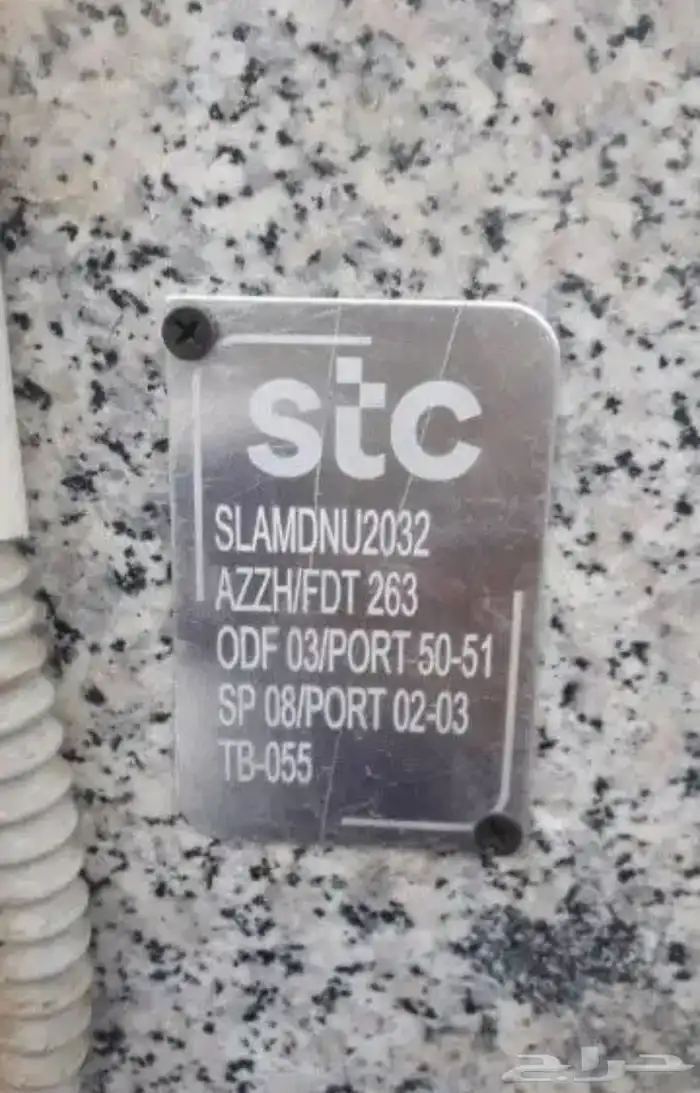 stc
SLAMDNU2032
AZZH/FDT 263
ODF 03/PORT 50-51
SP 08/PORT 02-03
TB-055
حراج